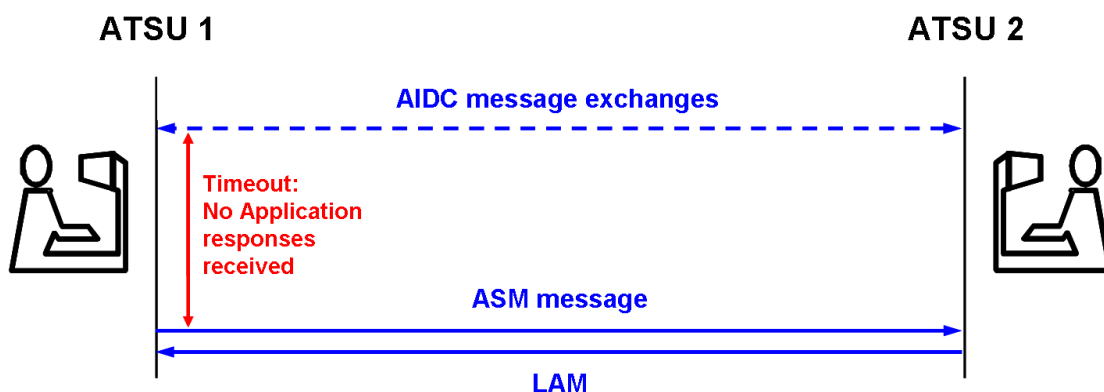 ATSU 1
ATSU 2
AIDC message exchanges
Timeout:
No Application
responses
received
ASM message
LAM